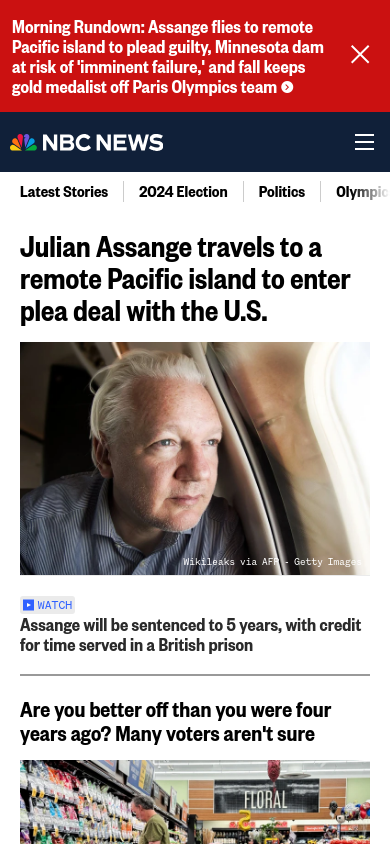 Morning Rundown: Assange flies to remote
Pacific island to plead guilty, Minnesota dam
at risk of 'imminent failure,' and fall keeps
gold medalist off Paris Olympics team
NBC NEWS
Latest Stories 2024 Election Politics Olympic
Julian Assange travels to a
remote Pacific island to enter
plea deal with the U.S.
Wikileaks via AFP - Getty Images
WATCH
Assange will be sentenced to 5 years, with credit
for time served in a British prison
Are you better off than you were four
years ago? Many voters aren't sure
FLORAL